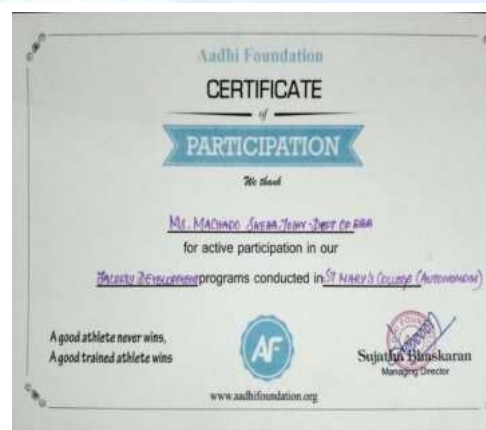 Aadhi Foundation
CERTIFICATE
of
PARTICIPATION
We thank
MS. MACHADO SNEHA JOHN - DEPT OF BBA
for active participation in our
FACULTY DEVELOPMENT programs conducted in ST MARY'S COLLEGE (AUTONOMOUS)
A good athlete never wins,
A good trained athlete wins
AF
Sujatha Bhaskaran
Managing Director
www.aadhifoundation.org